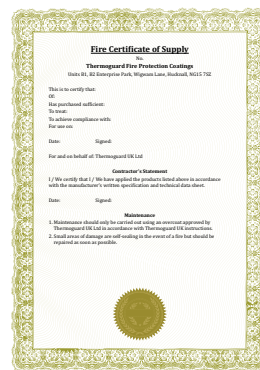 Fire Certificate of Supply
No.
Thermoguard Fire Protection Coatings
Units B1, B2 Enterprise Park, Wigwam Lane, Hucknall, NG15 7SZ
This is to certify that:
Of:
Has purchased sufficient:
To treat:
To achieve compliance with:
For use on:
Date: Signed:
For and on behalf of: Thermoguard UK Ltd
Contractor's Statement
I / We certify that I / We have applied the products listed above in accordance
with the manufacturer's written specification and technical data sheet.
Date: Signed:
Maintenance
1. Maintenance should only be carried out using an overcoat approved by
Thermoguard UK Ltd in accordance with Thermoguard UK instructions.
2. Small areas of damage are self-sealing in the event of a fire but should be
repaired as soon as possible.